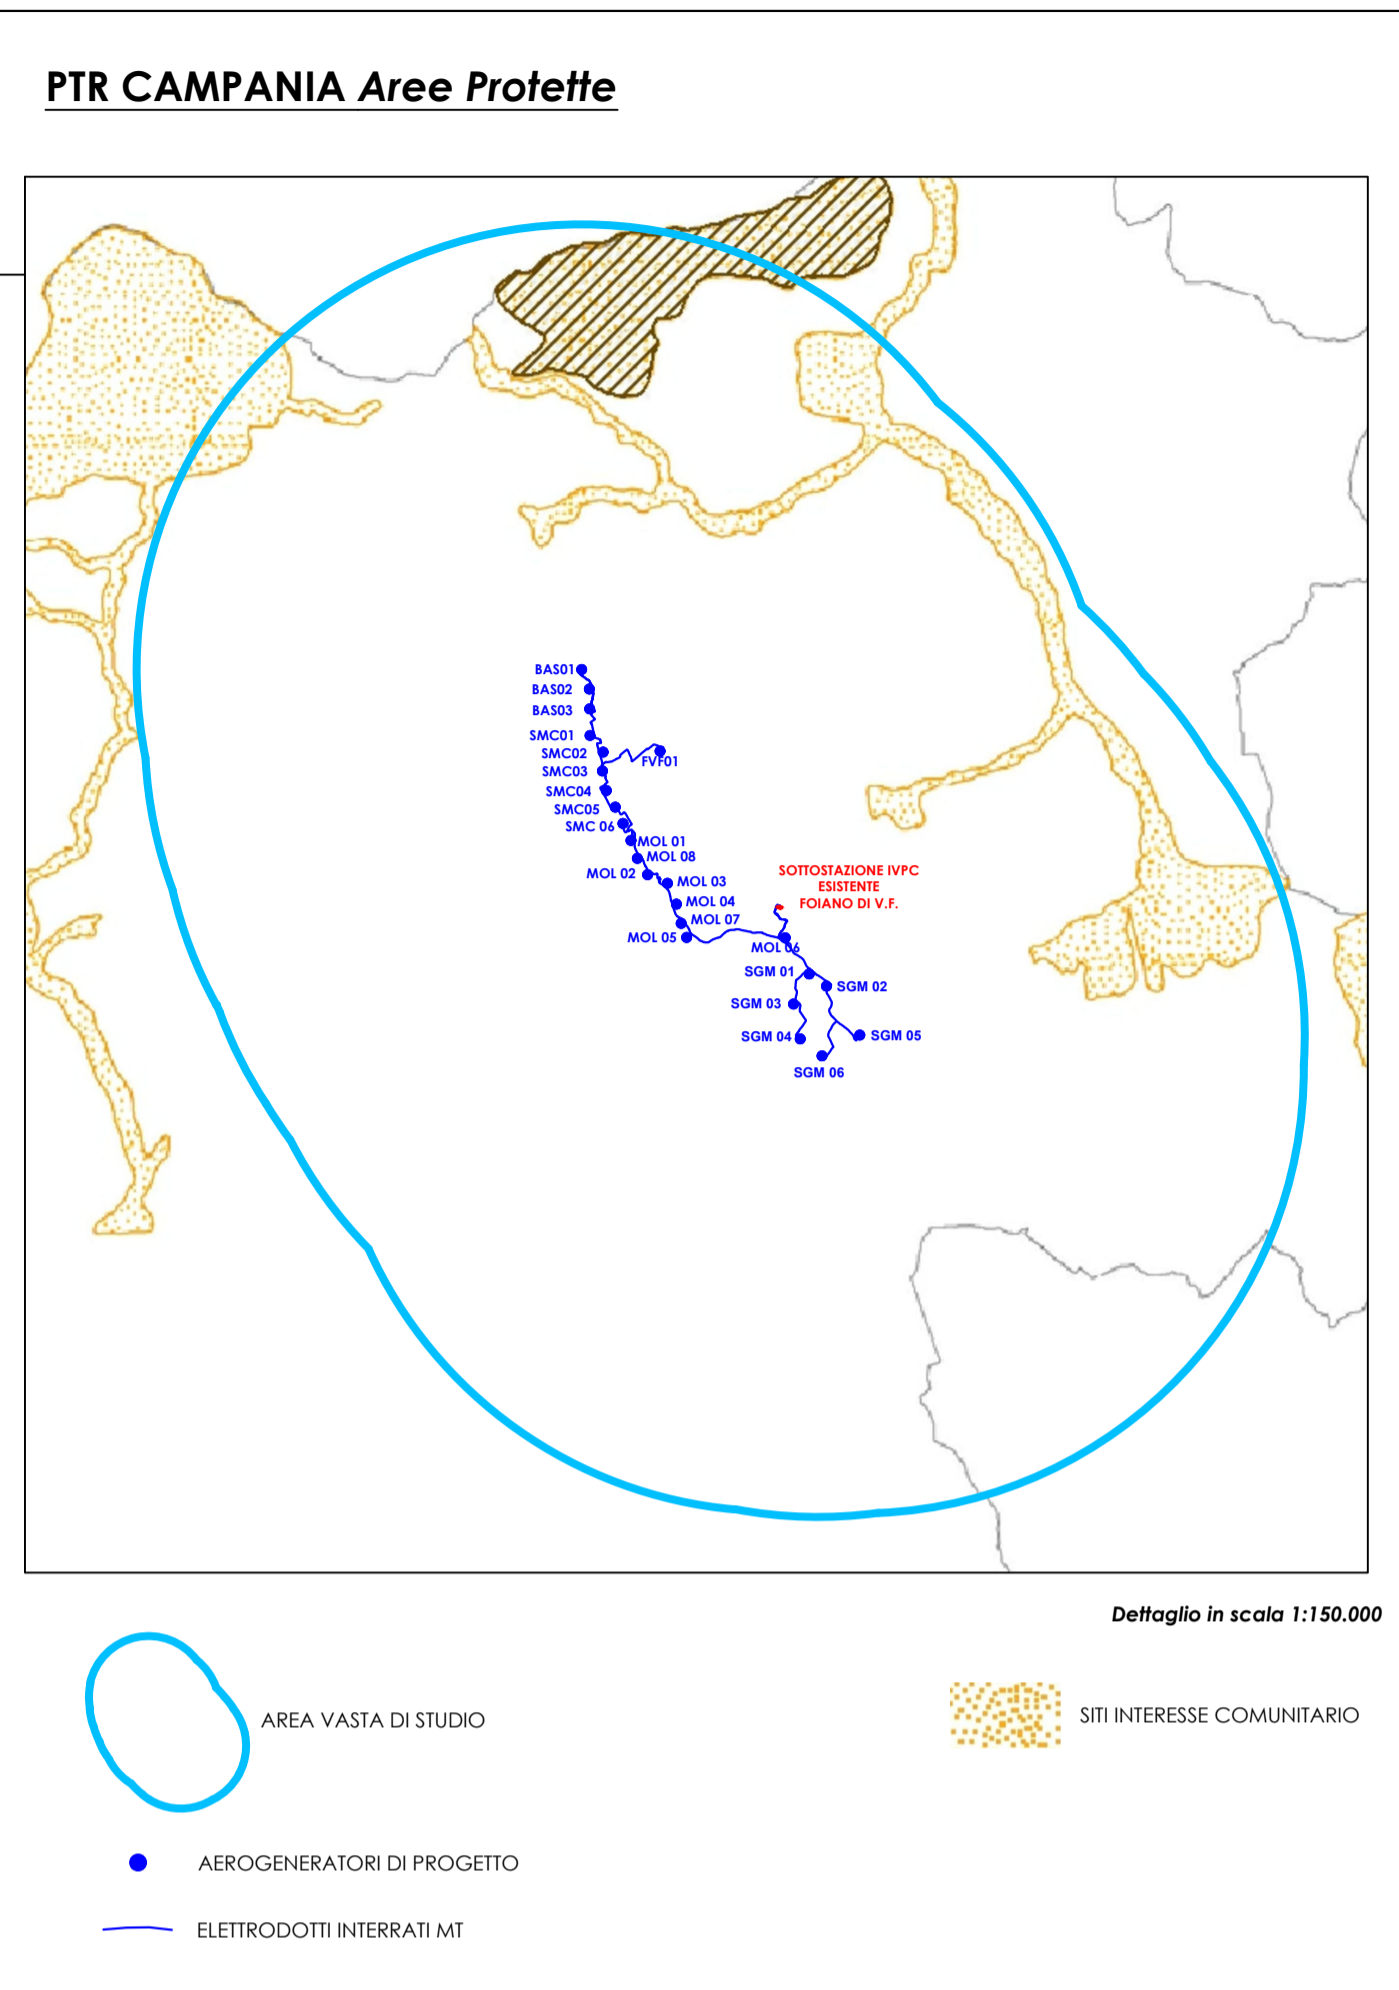 PTR CAMPANIA Aree Protette
BAS01
BAS02
BAS03
SMC01
SMC02
FVF01
SMC03
SMC04
SMC05
SMC 06
MOL 01
MOL 08
MOL 02
MOL 03
MOL 04
MOL 07
MOL 05
SOTTOSTAZIONE IVPC
ESISTENTE
FOIANO DI V.F.
MOL 06
SGM 01
SGM 02
SGM 03
SGM 04
SGM 05
SGM 06
Dettaglio in scala 1:150.000
AREA VASTA DI STUDIO
SITI INTERESSE COMUNITARIO
AEROGENERATORI DI PROGETTO
ELETTRODOTTI INTERRATI MT